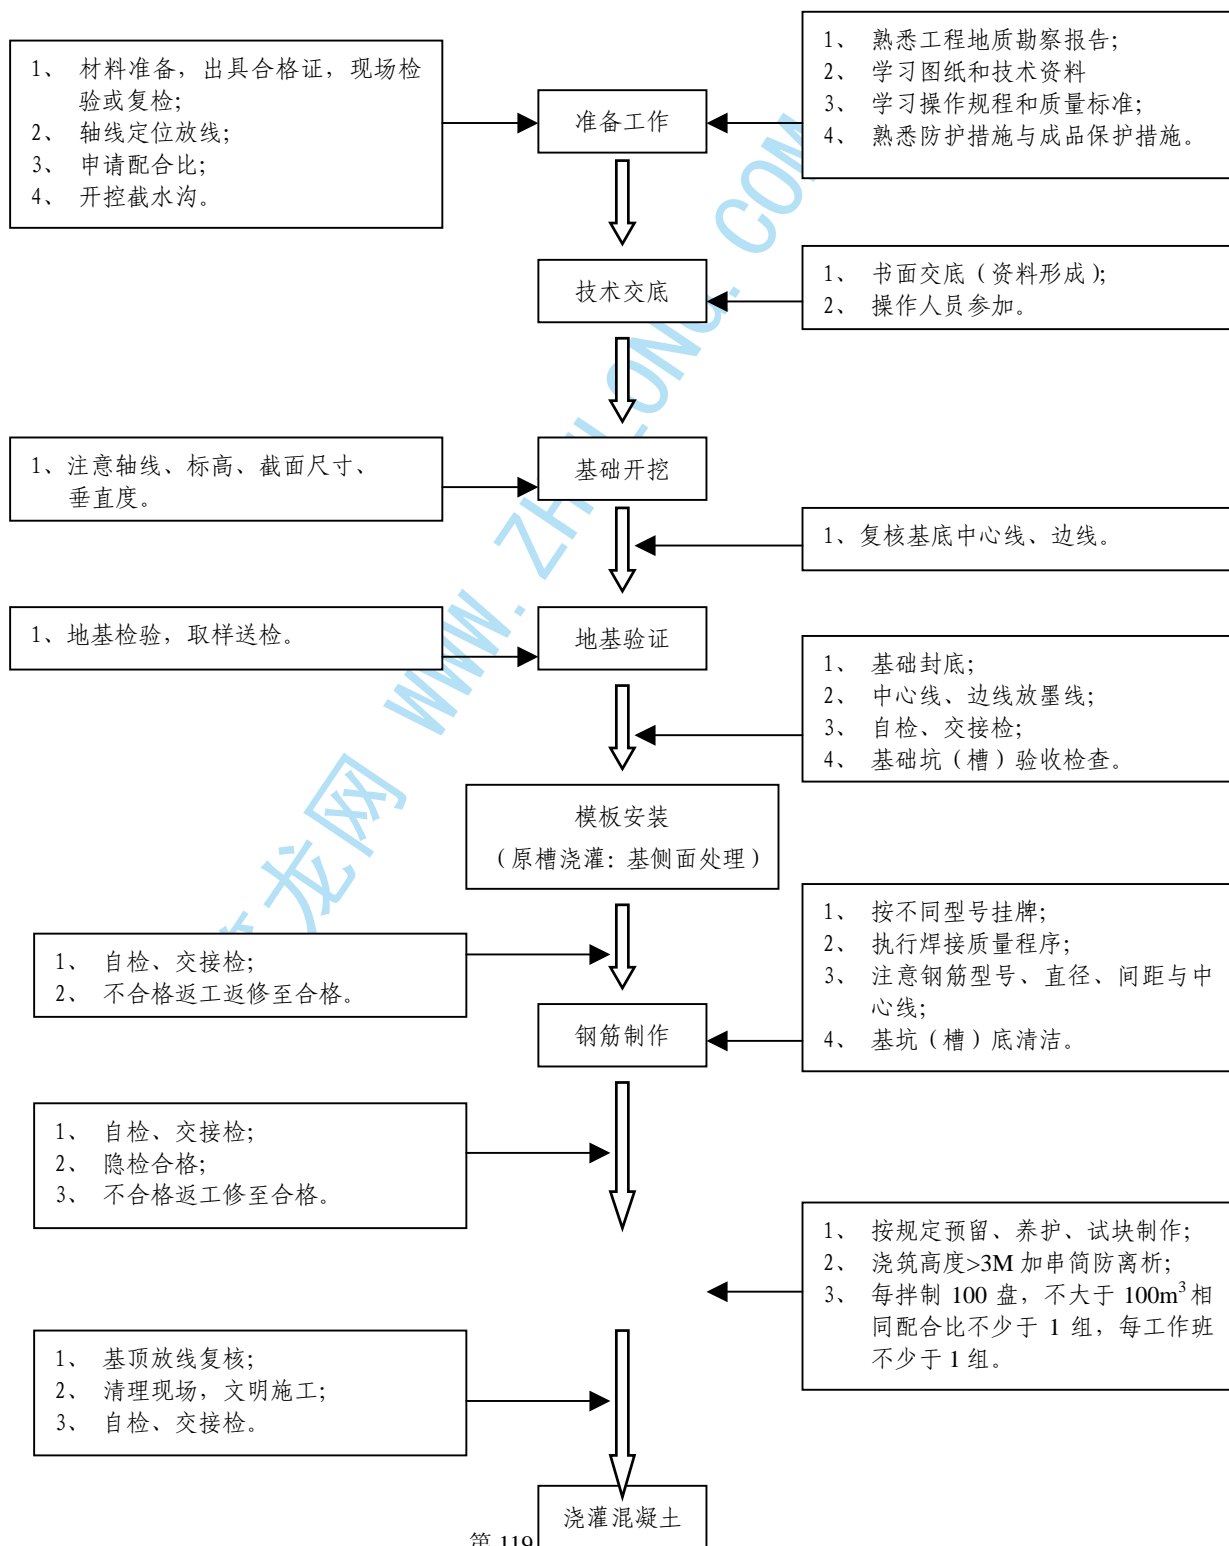 1、 材料准备，出具合格证，现场检
验或复检；
2、 轴线定位放线；
3、 申请配合比；
4、 开控截水沟。
准备工作
1、 熟悉工程地质勘察报告；
2、 学习图纸和技术资料
3、 学习操作规程和质量标准；
4、 熟悉防护措施与成品保护措施。
技术交底
1、 书面交底（资料形成）；
2、 操作人员参加。
1、注意轴线、标高、截面尺寸、
垂直度。
基础开挖
1、复核基底中心线、边线。
1、地基检验，取样送检。
地基验证
1、 基础封底；
2、 中心线、边线放墨线；
3、 自检、交接检；
4、 基础坑（槽）验收检查。
模板安装
（原槽浇灌：基侧面处理）
1、 自检、交接检；
2、 不合格返工返修至合格。
1、 按不同型号挂牌；
2、 执行焊接质量程序；
3、 注意钢筋型号、直径、间距与中
心线；
4、 基坑（槽）底清洁。
钢筋制作
1、 自检、交接检；
2、 隐检合格；
3、 不合格返工修至合格。
1、 按规定预留、养护、试块制作；
2、 浇筑高度>3M 加串筒防离析；
3、 每拌制 100 盘，不大于 100m³相
同配合比不少于 1 组，每工作班
不少于 1 组。
1、 基顶放线复核；
2、 清理现场，文明施工；
3、 自检、交接检。
浇灌混凝土
第 119
龙网 WWW.ZHULONG.COM